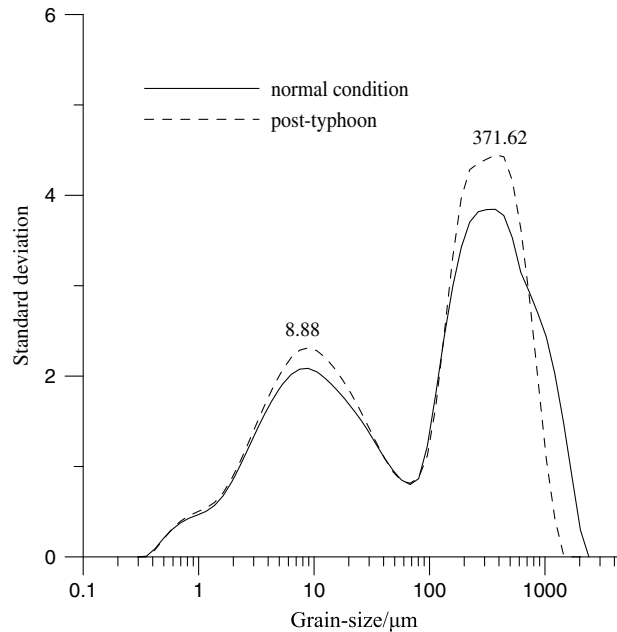 6
normal condition
post-typhoon
371.62
4
Standard deviation
8.88
2
0
0.1
1
10
100
1000
Grain-size/μm